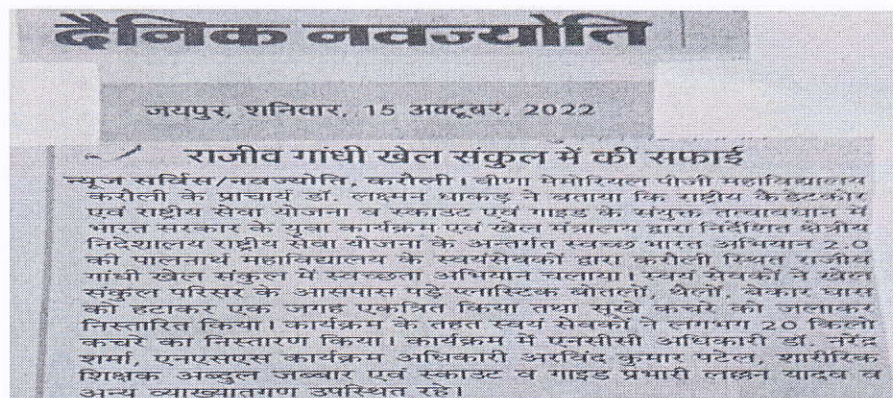 दैनिक नवज्योति
जयपुर, शनिवार, 15 अक्टूबर, 2022
राजीव गांधी खेल संकुल में की सफाई
न्यूज सर्विस/नवज्योति, करौली। वीणा मेमोरियल पीजी महाविद्यालय
करौली के प्राचार्य डॉ. लक्ष्मन धाकड़ ने बताया कि राष्ट्रीय कैडेटकोर
एवं राष्ट्रीय सेवा योजना व स्काउट एवं गाइड के संयुक्त तत्वावधान में
भारत सरकार के युवा कार्यक्रम एवं खेल मंत्रालय द्वारा निर्देशित क्षेत्रीय
निदेशालय राष्ट्रीय सेवा योजना के अन्तर्गत स्वच्छ भारत अभियान 2.0
की पालनार्थ महाविद्यालय के स्वयंसेवकों द्वारा करौली स्थित राजीव
गांधी खेल संकुल में स्वच्छता अभियान चलाया। स्वयं सेवकों ने खेल
संकुल परिसर के आसपास पड़े प्लास्टिक बोतलों, थैलों, बेकार घास
को हटाकर एक जगह एकत्रित किया तथा सूखे कचरे को जलाकर
निस्तारित किया। कार्यक्रम के तहत स्वयं सेवकों ने लगभग 20 किलो
कचरे का निस्तारण किया। कार्यक्रम में एनसीसी अधिकारी डॉ. नरेंद्र
शर्मा, एनएसएस कार्यक्रम अधिकारी अरविंद कुमार पटेल, शारीरिक
शिक्षक अब्दुल जब्बार एवं स्काउट व गाइड प्रभारी लखन यादव व
अन्य व्याख्यातगण उपस्थित रहे।